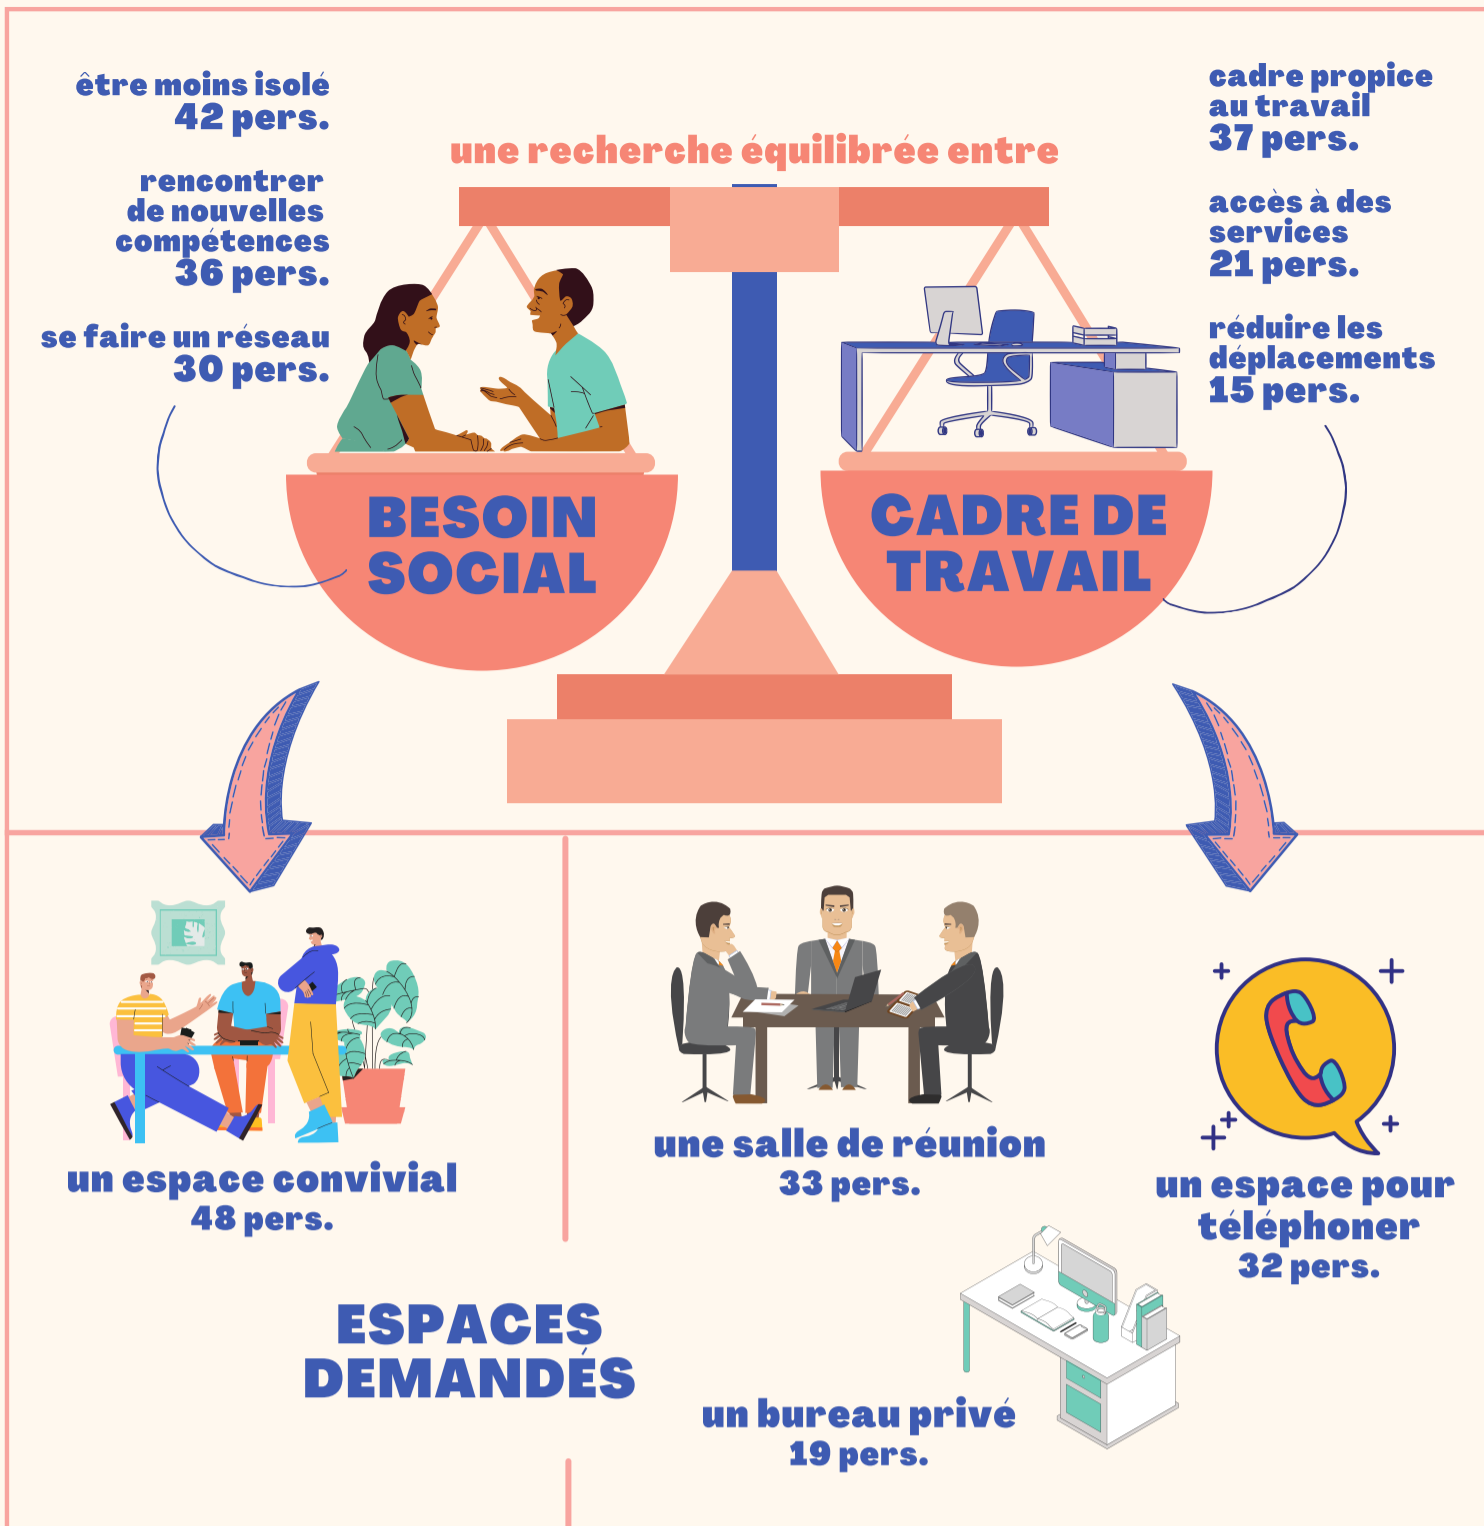 être moins isolé
42 pers.
rencontrer
de nouvelles
compétences
36 pers.
se faire un réseau
30 pers.
une recherche équilibrée entre
cadre propice
au travail
37 pers.
accès à des
services
21 pers.
réduire les
déplacements
15 pers.
BESOIN
SOCIAL
CADRE DE
TRAVAIL
un espace convivial
48 pers.
une salle de réunion
33 pers.
un espace pour
téléphoner
32 pers.
ESPACES
DEMANDÉS
un bureau privé
19 pers.